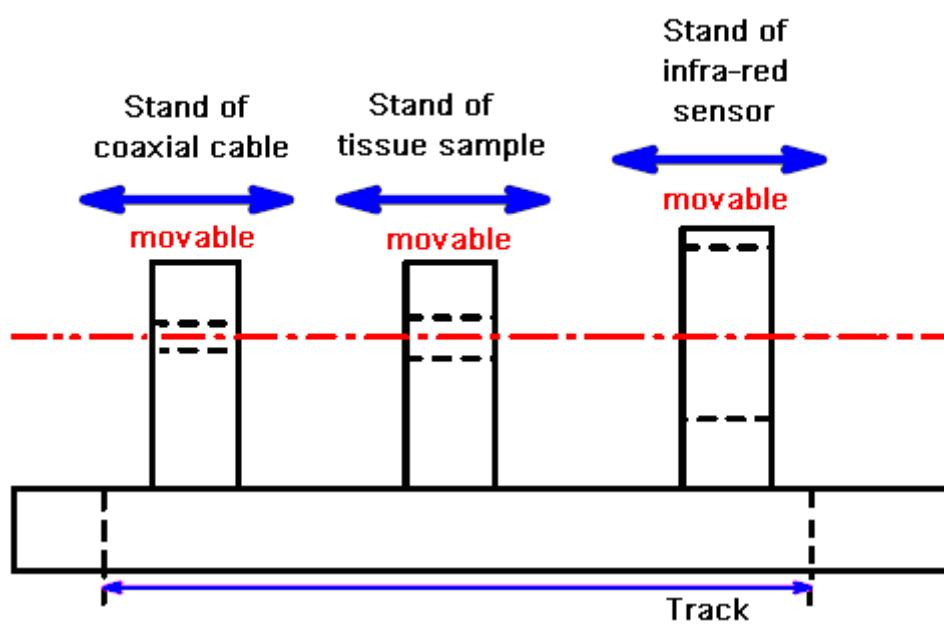 Stand of
coaxial cable
movable
Stand of
tissue sample
movable
Stand of
infra-red
sensor
movable
Track